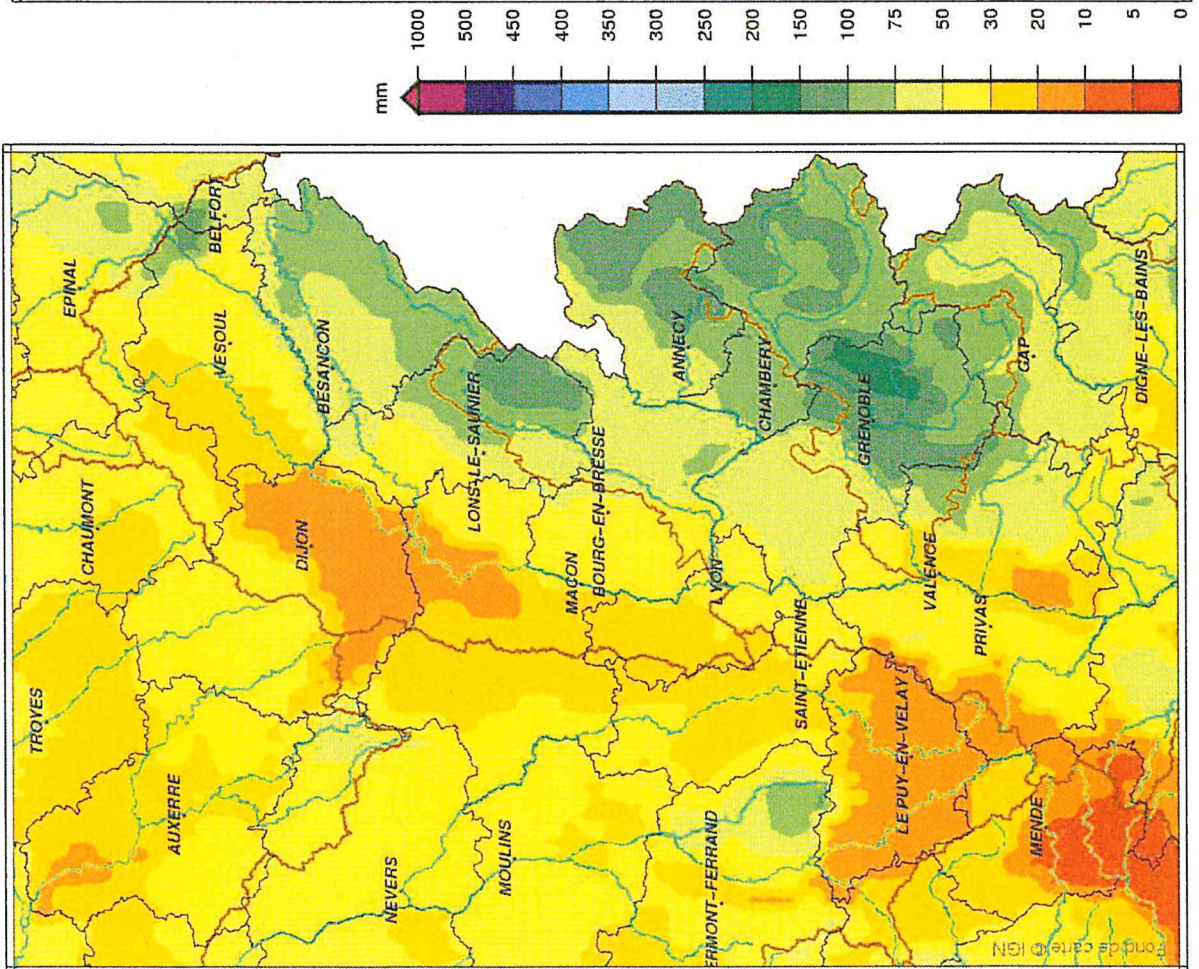 mm
1000
500
450
400
350
300
250
200
150
100
75
50
30
20
10
5
0
EPINAL
BELFORT
VESOUL
BESANCON
CHAUMONT
TROYES
DIJON
AUXERRE
LONS-LE-SAUNIER
NEVERS
MOULINS
MACON
BOURG-EN-BRESSE
ANNECY
LYON
CHAMBERY
ERMONT-FERRAND
SAINT-ETIENNE
GRENOBLE
LE PUY-EN-VELAY
VALENCE
PRIVAS
GAP
MENDE
DIGNE-LES-BAINS
Fond de carte © IGN